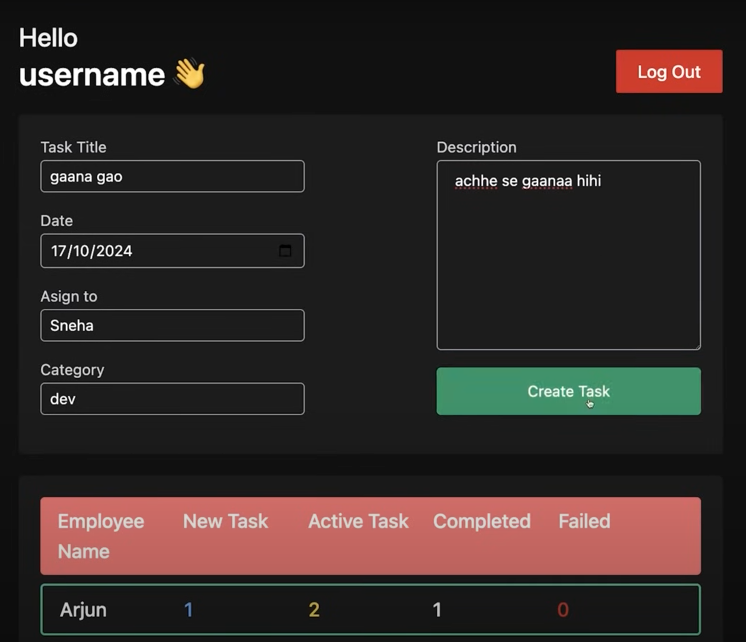 Hello
username 👋
Log Out
Task Title
gaana gao
Date
17/10/2024
Asign to
Sneha
Category
dev
Description
achhe se gaanaa hihi
Create Task
Employee Name New Task Active Task Completed Failed
Arjun 1 2 1 0